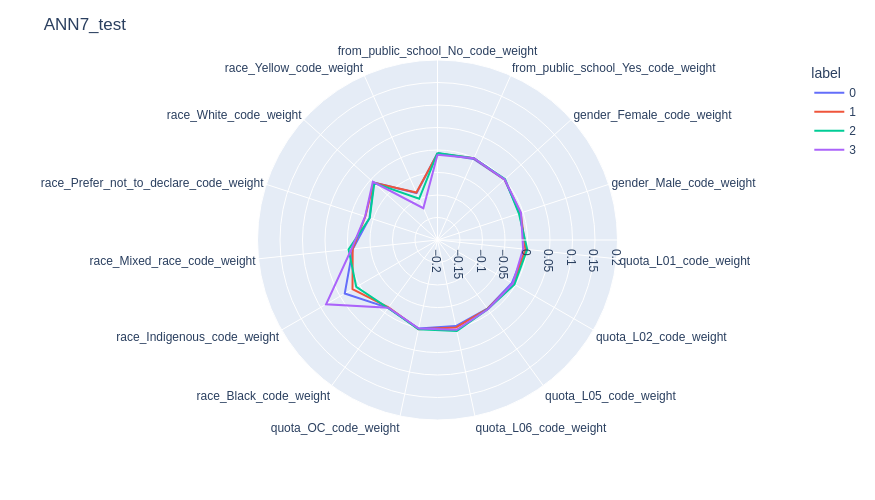 ANN7_test
from_public_school_No_code_weight
race_Yellow_code_weight
from_public_school_Yes_code_weight
label
0
1
2
3
race_White_code_weight
gender_Female_code_weight
race_Prefer_not_to_declare_code_weight
gender_Male_code_weight
race_Mixed_race_code_weight
−0.2
−0.15
−0.1
−0.05
0
0.05
0.1
0.15
0.2
quota_L01_code_weight
race_Indigenous_code_weight
quota_L02_code_weight
race_Black_code_weight
quota_L05_code_weight
quota_OC_code_weight
quota_L06_code_weight